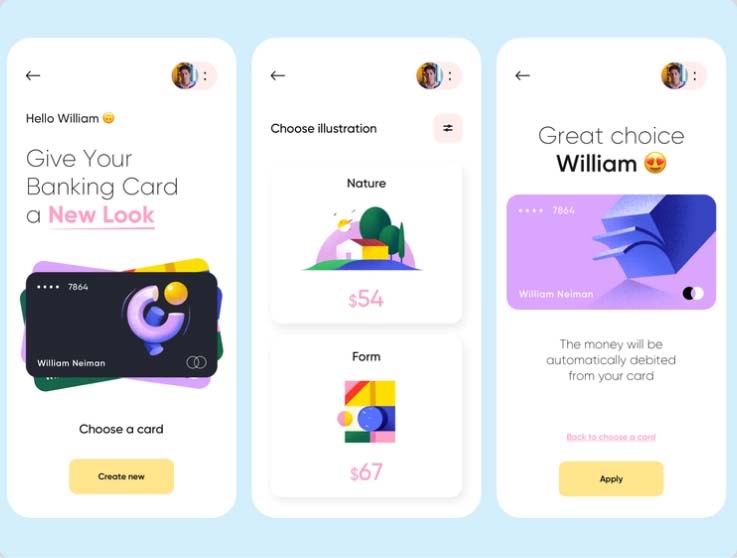 Hello William
Give Your
Banking Card
a New Look
7864
William Neiman
Choose a card
Create new
Choose illustration
Nature
$54
Form
$67
Great choice
William
7864
William Neiman
The money will be
automatically debited
from your card
Back to choose a card
Apply